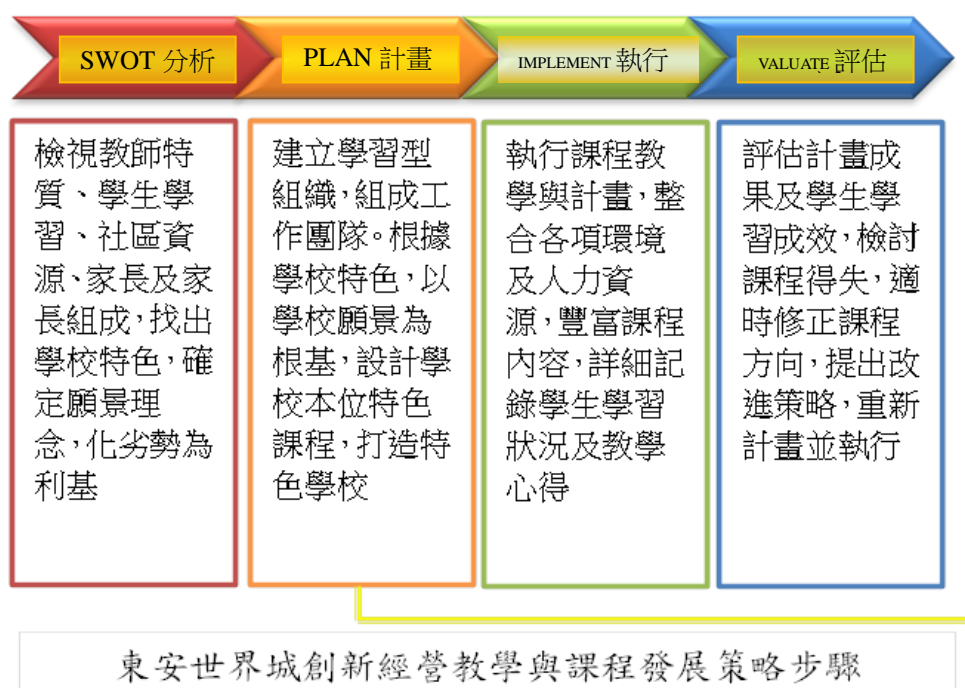 SWOT 分析
PLAN 計畫
IMPLEMENT 執行
VALUATE 評估
檢視教師特
質、學生學
習、社區資
源、家長及家
長組成，找出
學校特色，確
定願景理
念，化劣勢為
利基
建立學習型
組織，組成工
作團隊。根據
學校特色，以
學校願景為
根基，設計學
校本位特色
課程，打造特
色學校
執行課程教
學與計畫，整
合各項環境
及人力資
源，豐富課程
內容，詳細記
錄學生學習
狀況及教學
心得
評估計畫成
果及學生學
習成效，檢討
課程得失，適
時修正課程
方向，提出改
進策略，重新
計畫並執行
東安世界城創新經營教學與課程發展策略步驟